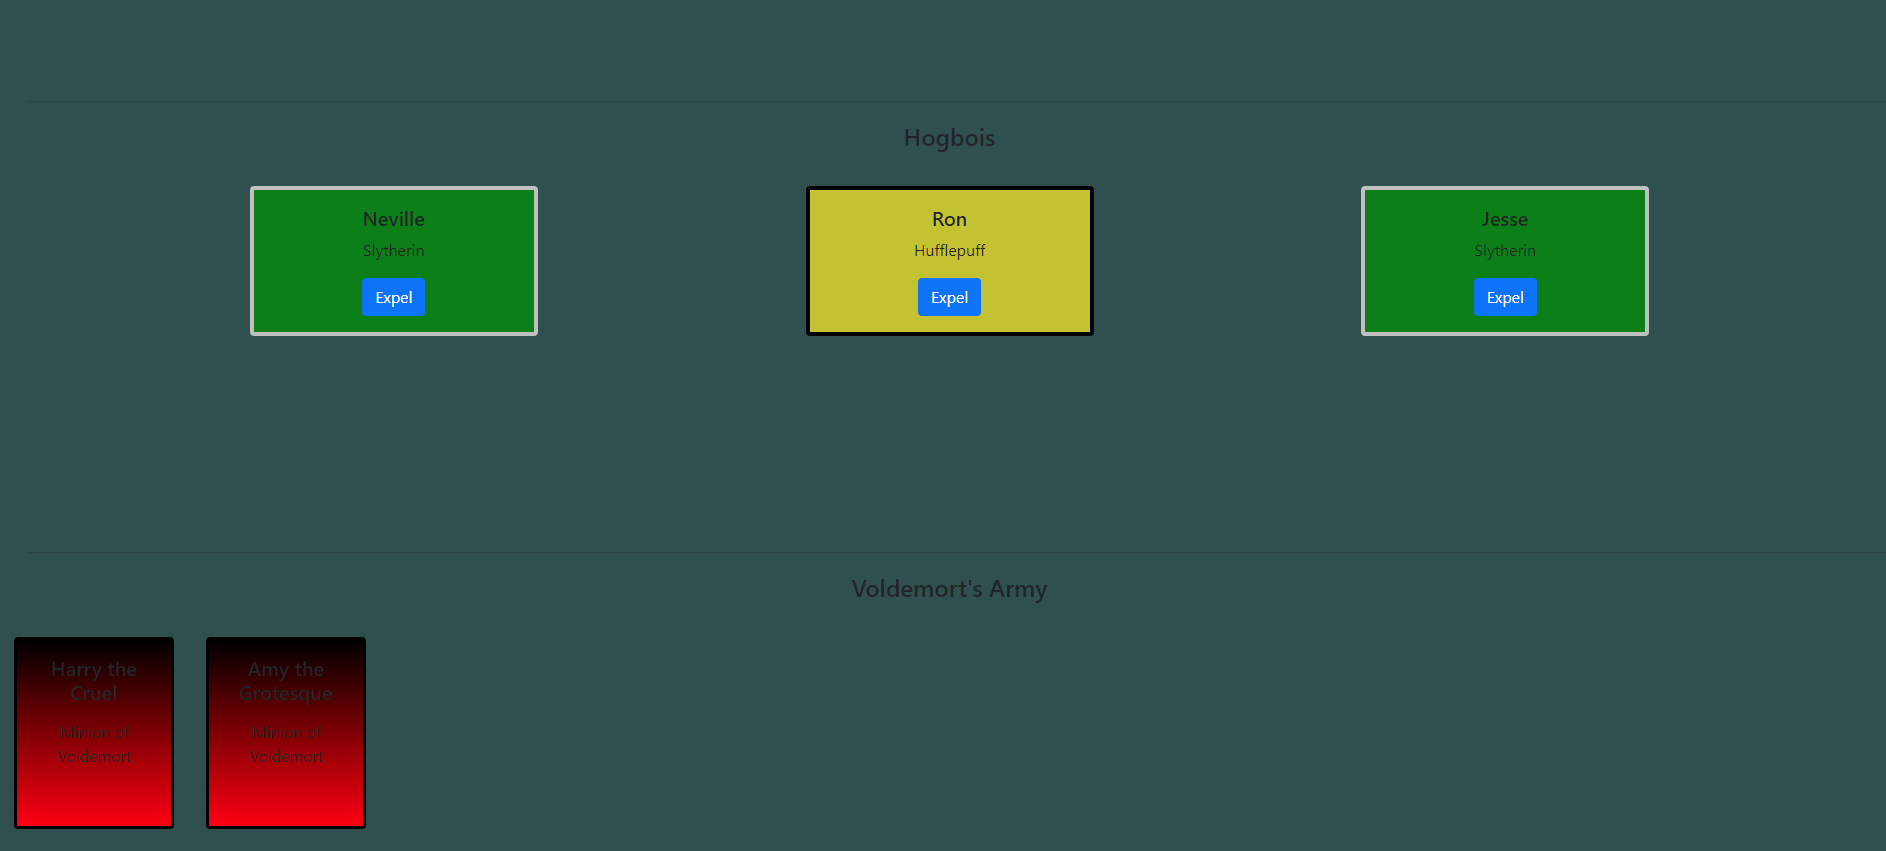 Hogbois
Neville
Slytherin
Expel
Ron
Hufflepuff
Expel
Jesse
Slytherin
Expel
Voldemort's Army
Harry the
Cruel
Minion of
Voldemort
Amy the
Grotesque
Minion of
Voldemort